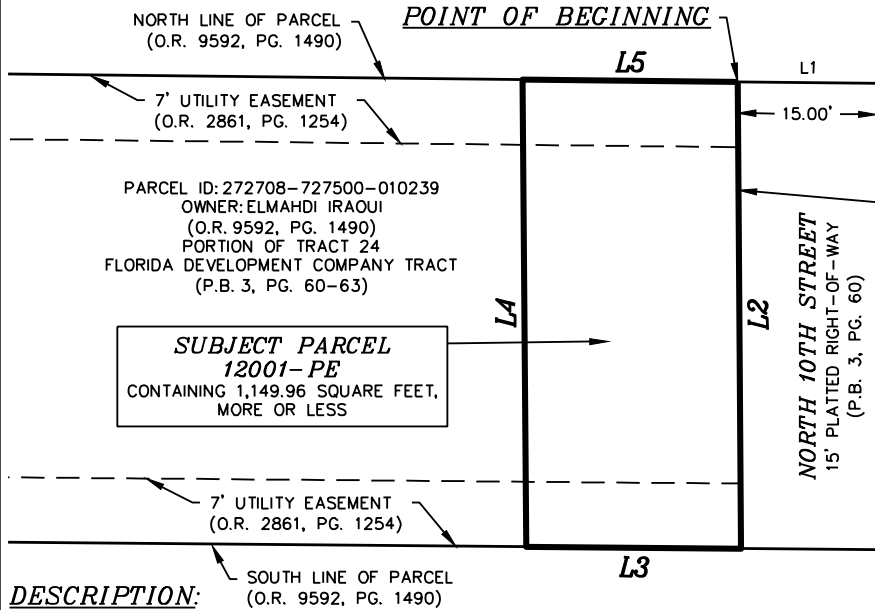 NORTH LINE OF PARCEL
(O.R. 9592, PG. 1490)
POINT OF BEGINNING
L5
L1
7' UTILITY EASEMENT
(O.R. 2861, PG. 1254)
15.00'
PARCEL ID: 272708-727500-010239
OWNER: ELMAHDI IRAOUI
(O.R. 9592, PG. 1490)
PORTION OF TRACT 24
FLORIDA DEVELOPMENT COMPANY TRACT
(P.B. 3, PG. 60-63)
L4
L2
NORTH 10TH STREET
15' PLATTED RIGHT-OF-WAY
(P.B. 3, PG. 60)
SUBJECT PARCEL
12001-PE
CONTAINING 1,149.96 SQUARE FEET,
MORE OR LESS
7' UTILITY EASEMENT
(O.R. 2861, PG. 1254)
L3
DESCRIPTION:
SOUTH LINE OF PARCEL
(O.R. 9592, PG. 1490)